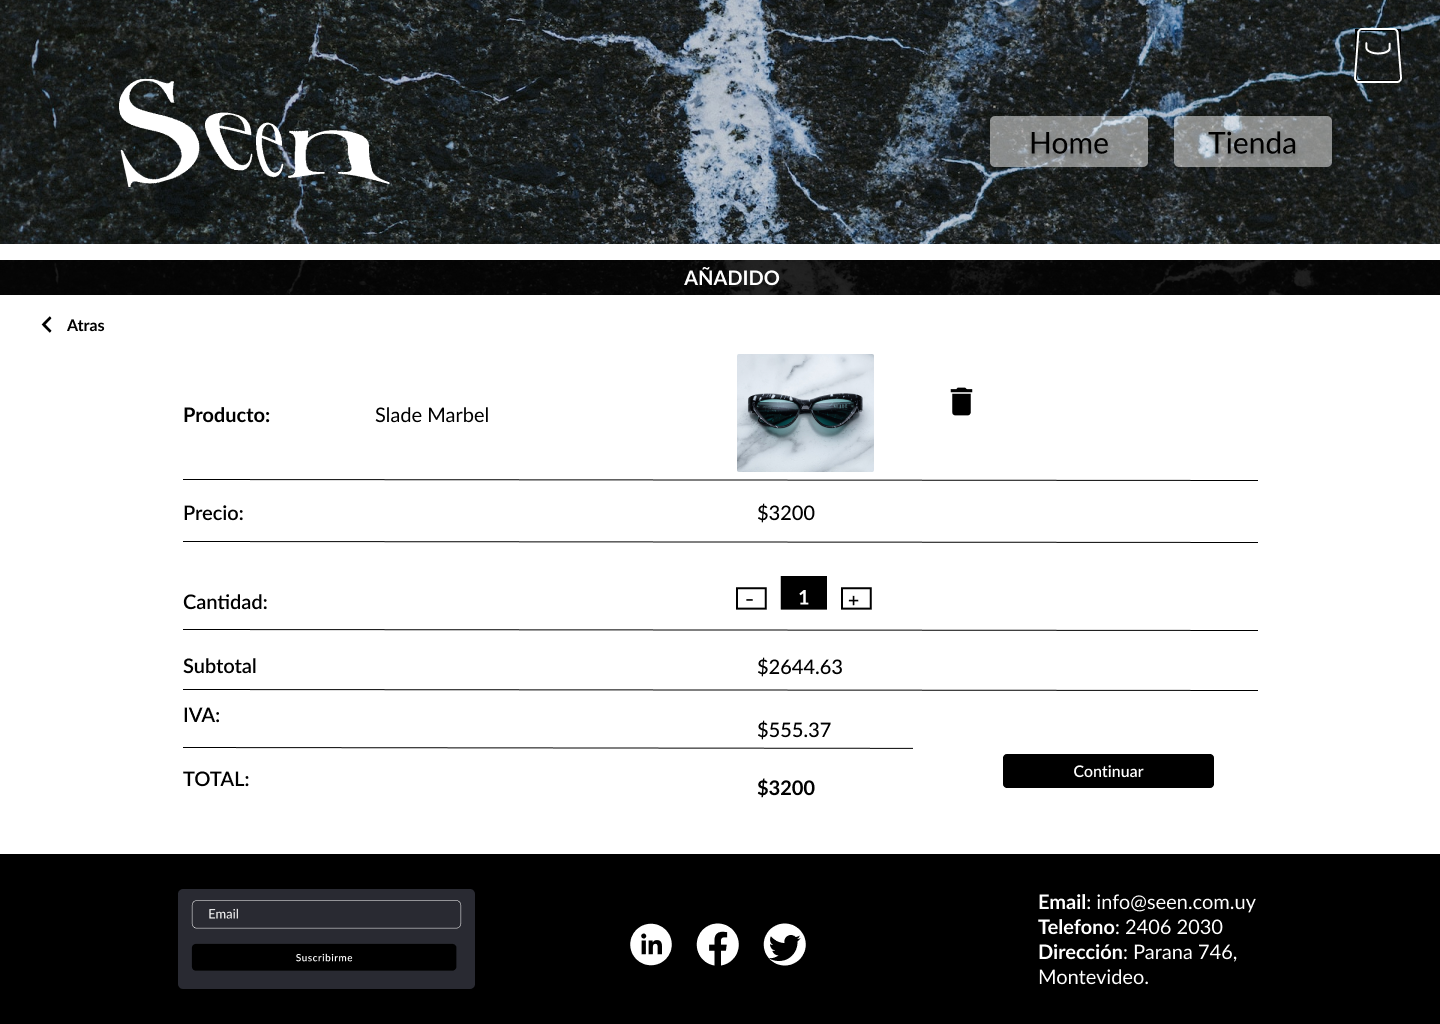 Seen
Home
Tienda
AÑADIDO
Atras
Producto:
Slade Marbel
Precio:
$3200
Cantidad:
-
1
+
Subtotal
$2644.63
IVA:
$555.37
TOTAL:
$3200
Continuar
Email
Suscribirme
in
f
Email: info@seen.com.uy
Telefono: 2406 2030
Dirección: Parana 746,
Montevideo.